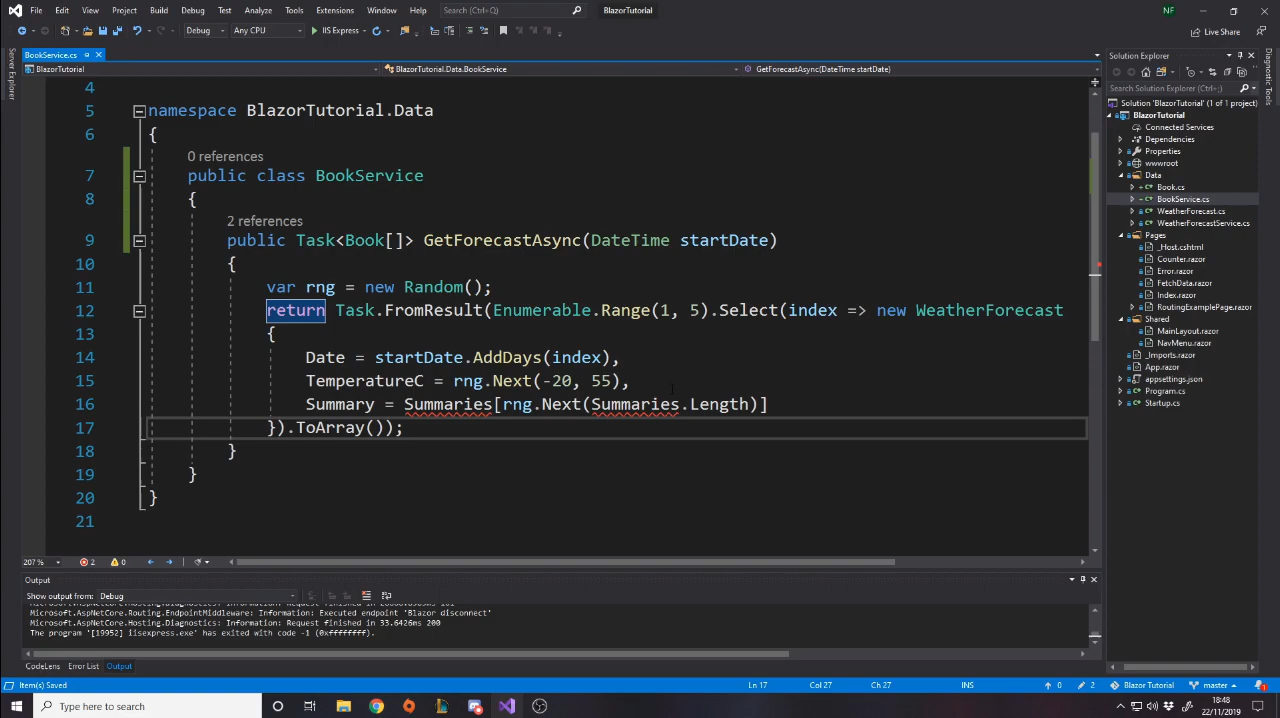 File Edit View Project Build Debug Test Analyze Tools Extensions Window Help Search (Ctrl+Q) BlazorTutorial NF
Debug Any CPU IIS Express Live Share
Server Explorer
BookService.cs
BlazorTutorial BlazorTutorial.Data.BookService GetForecastAsync(DateTime startDate)
4
5 namespace BlazorTutorial.Data
6 {
0 references
7 public class BookService
8 {
2 references
9 public Task<Book[]> GetForecastAsync(DateTime startDate)
10 {
11 var rng = new Random();
12 return Task.FromResult(Enumerable.Range(1, 5).Select(index => new WeatherForecast
13 {
14 Date = startDate.AddDays(index),
15 TemperatureC = rng.Next(-20, 55),
16 Summary = Summaries[rng.Next(Summaries.Length)]
17 }).ToArray());
18 }
19 }
20 }
21
207 % 2 0
Output
Show output from: Debug
Microsoft.AspNetCore.Routing.EndpointMiddleware: Information: Executed endpoint 'Blazor disconnect'
Microsoft.AspNetCore.Hosting.Diagnostics: Information: Request finished in 33.6426ms 200
The program '[19952] iisexpress.exe' has exited with code -1 (0xffffffff).
CodeLens Error List Output
Item(s) Saved Ln 17 Col 27 Ch 27 INS 0 2 Blazor Tutorial master 1
Solution Explorer
Search Solution Explorer (Ctrl+;)
Solution 'BlazorTutorial' (1 of 1 project)
BlazorTutorial
Connected Services
Dependencies
Properties
wwwroot
Data
Book.cs
BookService.cs
WeatherForecast.cs
WeatherForecastService.cs
Pages
_Host.cshtml
Counter.razor
Error.razor
FetchData.razor
Index.razor
RoutingExamplePage.razor
Shared
MainLayout.razor
NavMenu.razor
_Imports.razor
App.razor
appsettings.json
Program.cs
Startup.cs
Diagnostic Tools
Type here to search
18:48
22/11/2019